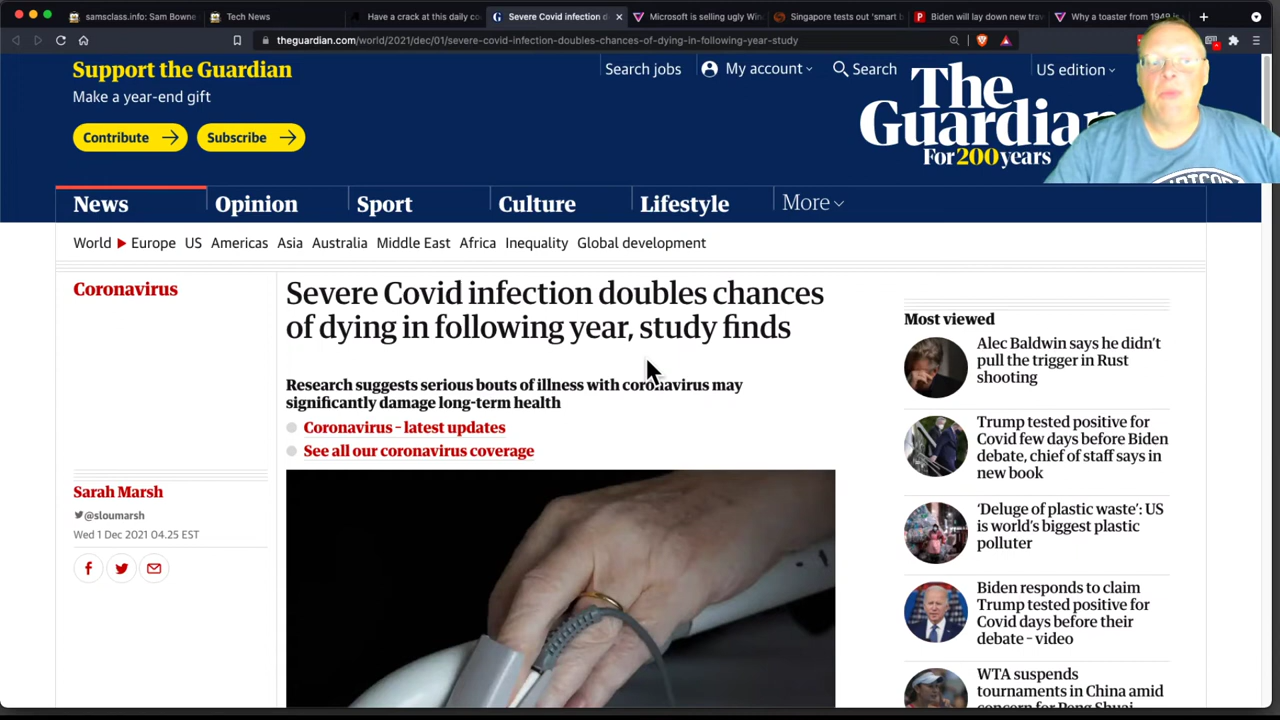 samsclass.info: Sam Bowne
Tech News
Have a crack at this daily co
Severe Covid infection d
Microsoft is selling ugly Win
Singapore tests out 'smart
Biden will lay down new trav
Why a toaster from 1949 is
theguardian.com/world/2021/dec/01/severe-covid-infection-doubles-chances-of-dying-in-following-year-study
Support the Guardian
Make a year-end gift
Contribute
Subscribe
Search jobs
My account
Search
US edition
The
Guardian
For 200 years
News
Opinion
Sport
Culture
Lifestyle
More
World
Europe
US
Americas
Asia
Australia
Middle East
Africa
Inequality
Global development
Coronavirus
Severe Covid infection doubles chances
of dying in following year, study finds
Research suggests serious bouts of illness with coronavirus may
significantly damage long-term health
Coronavirus – latest updates
See all our coronavirus coverage
Sarah Marsh
@sloumarsh
Wed 1 Dec 2021 04.25 EST
Most viewed
Alec Baldwin says he didn't
pull the trigger in Rust
shooting
Trump tested positive for
Covid few days before Biden
debate, chief of staff says in
new book
'Deluge of plastic waste': US
is world's biggest plastic
polluter
Biden responds to claim
Trump tested positive for
Covid days before their
debate – video
WTA suspends
tournaments in China amid
concern for Peng Shuai